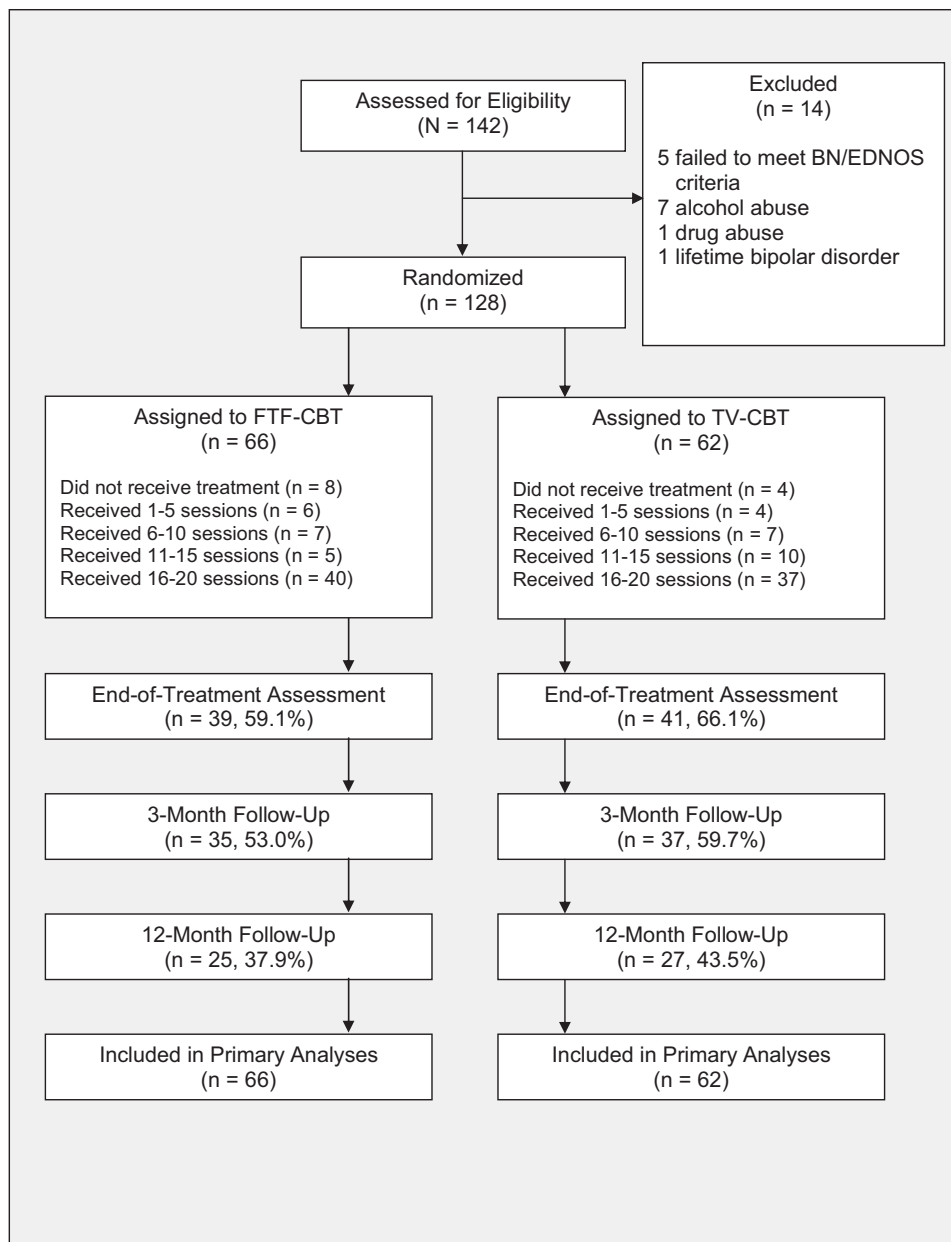 Assessed for Eligibility
(N = 142)
Excluded
(n = 14)
5 failed to meet BN/EDNOS
criteria
7 alcohol abuse
1 drug abuse
1 lifetime bipolar disorder
Randomized
(n = 128)
Assigned to FTF-CBT
(n = 66)
Did not receive treatment (n = 8)
Received 1-5 sessions (n = 6)
Received 6-10 sessions (n = 7)
Received 11-15 sessions (n = 5)
Received 16-20 sessions (n = 40)
Assigned to TV-CBT
(n = 62)
Did not receive treatment (n = 4)
Received 1-5 sessions (n = 4)
Received 6-10 sessions (n = 7)
Received 11-15 sessions (n = 10)
Received 16-20 sessions (n = 37)
End-of-Treatment Assessment
(n = 39, 59.1%)
End-of-Treatment Assessment
(n = 41, 66.1%)
3-Month Follow-Up
(n = 35, 53.0%)
3-Month Follow-Up
(n = 37, 59.7%)
12-Month Follow-Up
(n = 25, 37.9%)
12-Month Follow-Up
(n = 27, 43.5%)
Included in Primary Analyses
(n = 66)
Included in Primary Analyses
(n = 62)